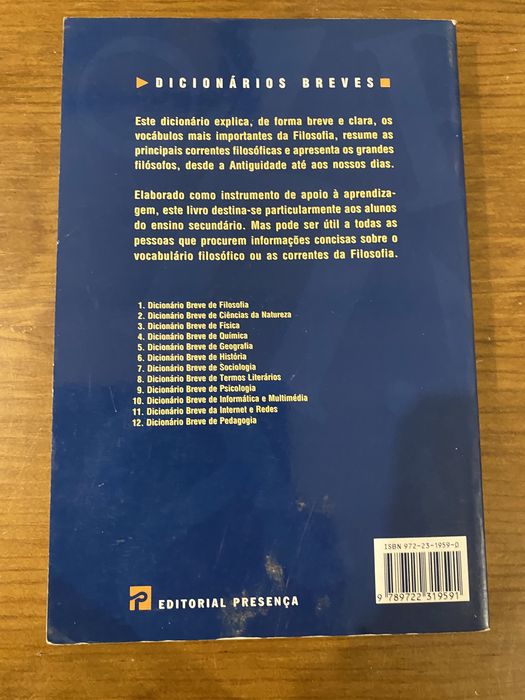 DICIONÁRIOS BREVES
Este dicionário explica, de forma breve e clara, os
vocábulos mais importantes da Filosofia, resume as
principais correntes filosóficas e apresenta os grandes
filósofos, desde a Antiguidade até aos nossos dias.
Elaborado como instrumento de apoio à aprendiza-
gem, este livro destina-se particularmente aos alunos
do ensino secundário. Mas pode ser útil a todas as
pessoas que procurem informações concisas sobre o
vocabulário filosófico ou as correntes da Filosofia.
1. Dicionário Breve de Filosofia
2. Dicionário Breve de Ciências da Natureza
3. Dicionário Breve de Física
4. Dicionário Breve de Química
5. Dicionário Breve de Geografia
6. Dicionário Breve de História
7. Dicionário Breve de Sociologia
8. Dicionário Breve de Termos Literários
9. Dicionário Breve de Psicologia
10. Dicionário Breve de Informática e Multimédia
11. Dicionário Breve da Internet e Redes
12. Dicionário Breve de Pedagogia
ISBN 972-23-1959-0
9 789722 319591
EDITORIAL PRESENÇA